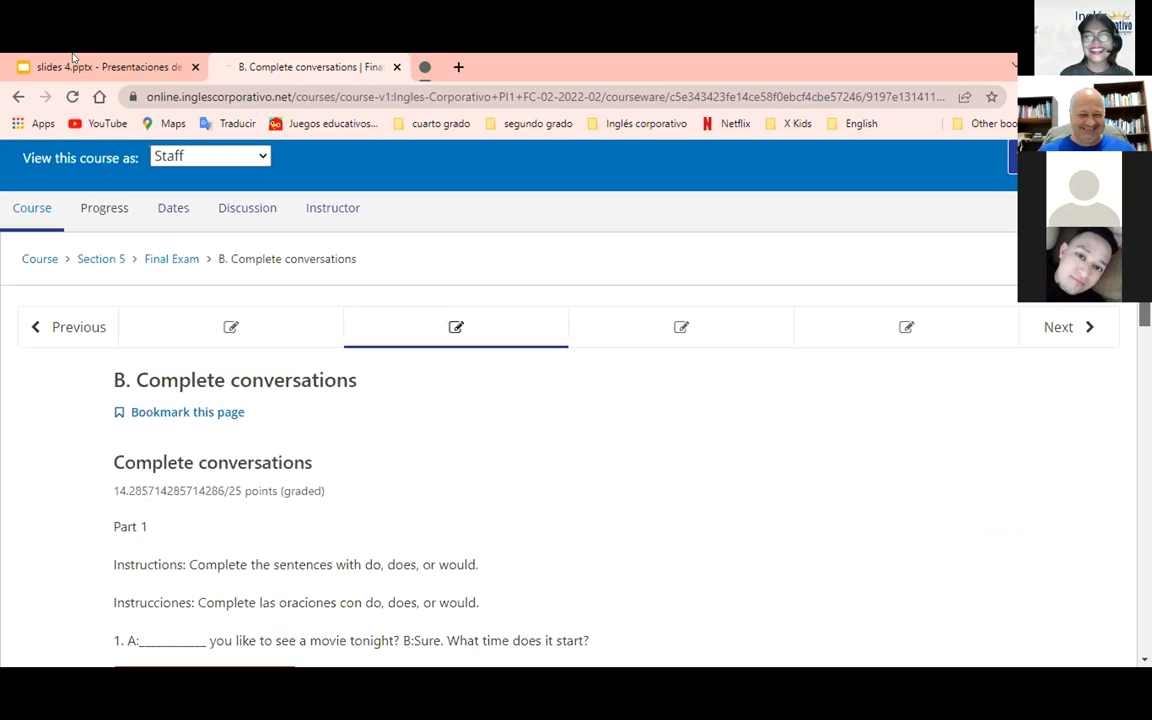 slides 4.pptx - Presentaciones de
B. Complete conversations | Fina
online.inglescorporativo.net/courses/course-v1:Ingles-Corporativo+PI1+FC-02-2022-02/courseware/c5e343423fe14ce58f0ebcf4cbe57246/9197e131411...
Apps YouTube Maps Traducir Juegos educativos... cuarto grado segundo grado Inglés corporativo Netflix X Kids English Other boo
View this course as: Staff
Course Progress Dates Discussion Instructor
Course > Section 5 > Final Exam > B. Complete conversations
Previous Next
B. Complete conversations
Bookmark this page
Complete conversations
14.285714285714286/25 points (graded)
Part 1
Instructions: Complete the sentences with do, does, or would.
Instrucciones: Complete las oraciones con do, does, or would.
1. A:___________ you like to see a movie tonight? B:Sure. What time does it start?